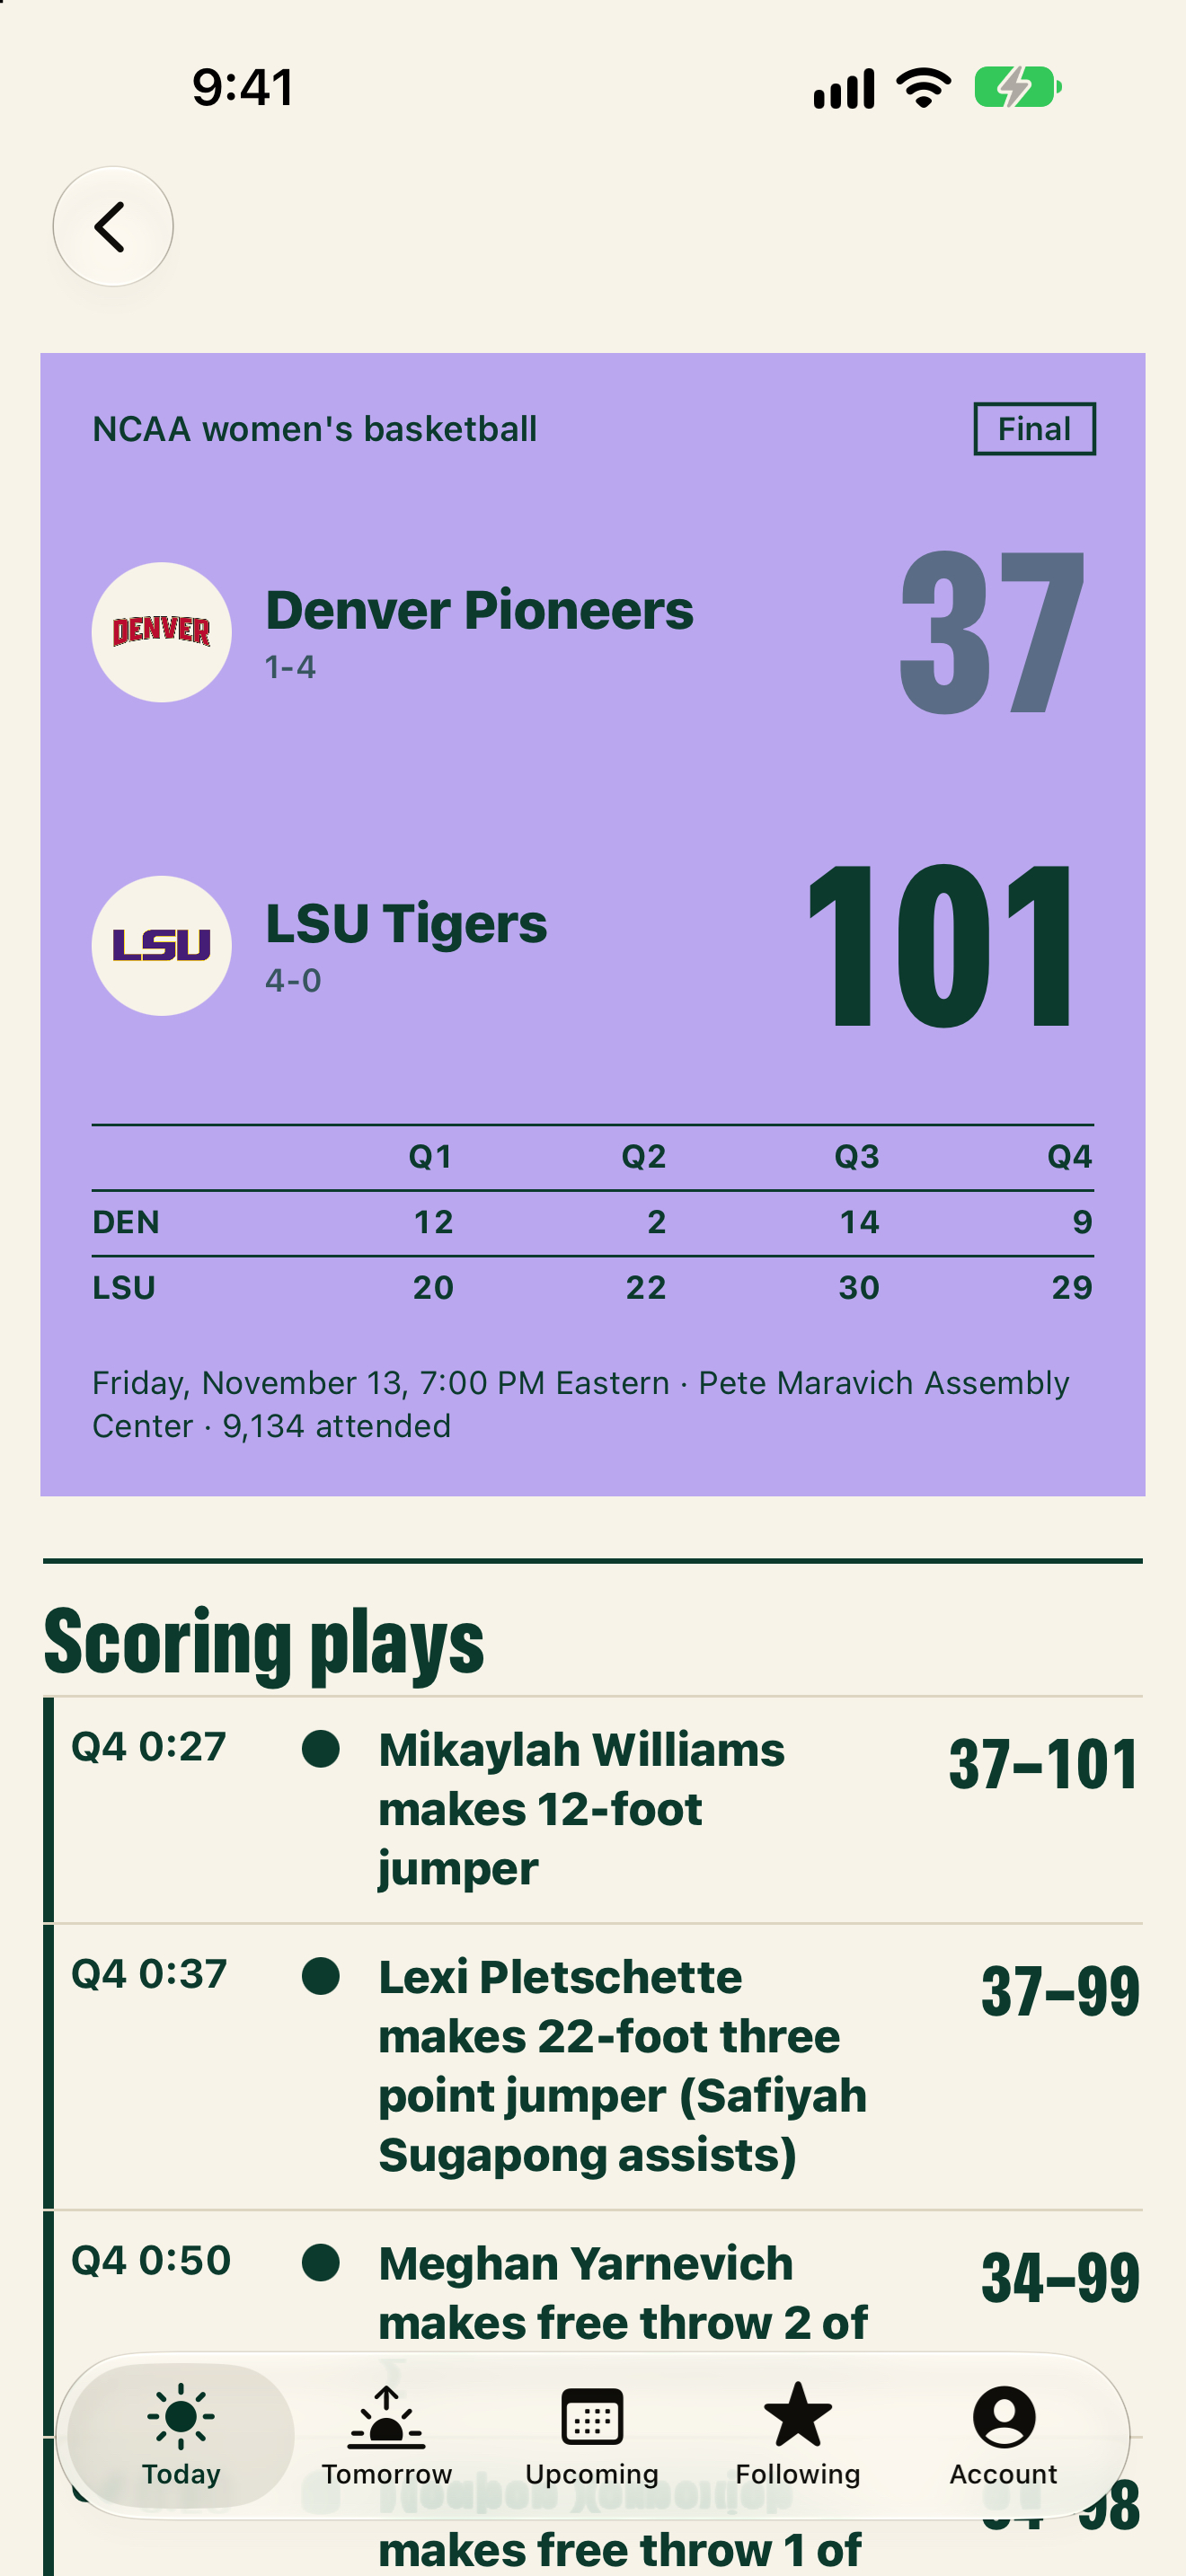 9:41
NCAA women's basketball
Final
DENVER
Denver Pioneers
1-4
37
LSU
LSU Tigers
4-0
101
Q1 Q2 Q3 Q4
DEN 12 2 14 9
LSU 20 22 30 29
Friday, November 13, 7:00 PM Eastern · Pete Maravich Assembly
Center · 9,134 attended
Scoring plays
Q4 0:27 Mikaylah Williams 37–101
makes 12-foot
jumper
Q4 0:37 Lexi Pletschette 37–99
makes 22-foot three
point jumper (Safiyah
Sugapong assists)
Q4 0:50 Meghan Yarnevich 34–99
makes free throw 2 of
Today Tomorrow Upcoming Following Account
makes free throw 1 of